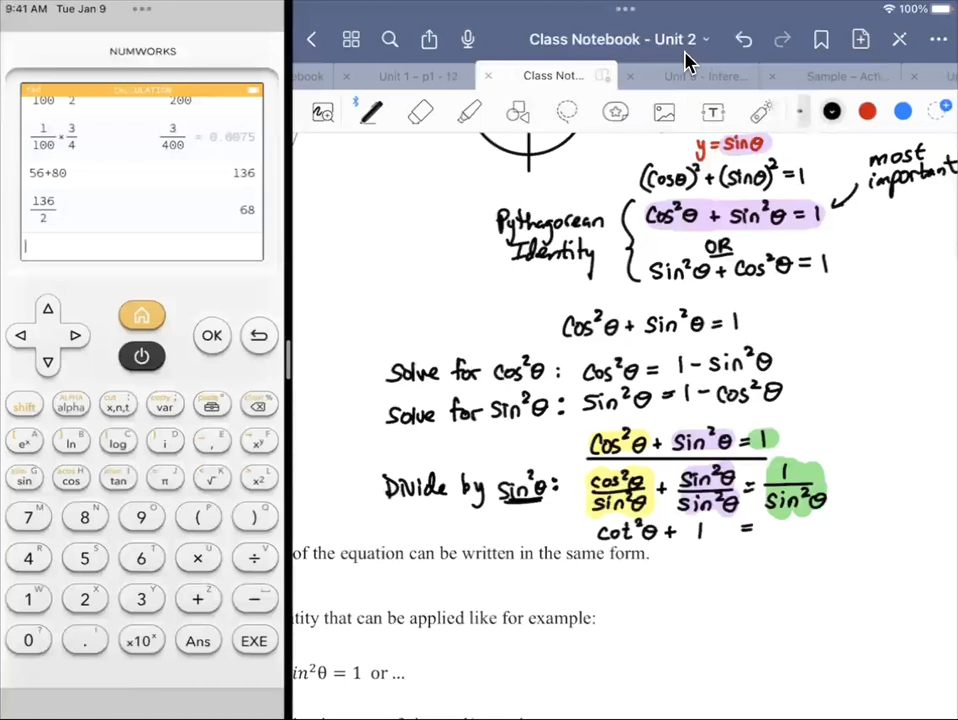 9:41 AM Tue Jan 9
100%
NUMWORKS
rad CALCULATION
100 2 200
1/100 × 3/4 3/400 = 0.0075
56+80 136
136/2 68
OK
shift alpha x,n,t var
e^x ln log i , x^y
sin cos tan π √ x²
7 8 9 ( )
4 5 6 × ÷
1 2 3 + −
0 . ×10^x Ans EXE
Class Notebook - Unit 2
ebook
Unit 1 – p1 - 12
Class Not...
Sample – Acti...
y = sinθ
most important
(cosθ)² + (sinθ)² = 1
Pythagorean Identity
Cos²θ + sin²θ = 1
OR
Sin²θ + Cos²θ = 1
Cos²θ + Sin²θ = 1
Solve for cos²θ : Cos²θ = 1 - Sin²θ
Solve for Sin²θ : Sin²θ = 1 - Cos²θ
Cos²θ + Sin²θ = 1
Divide by sin²θ : cos²θ/sin²θ + Sin²θ/sin²θ = 1/sin²θ
cot²θ + 1 =
of the equation can be written in the same form.
ntity that can be applied like for example:
in²θ = 1 or ...